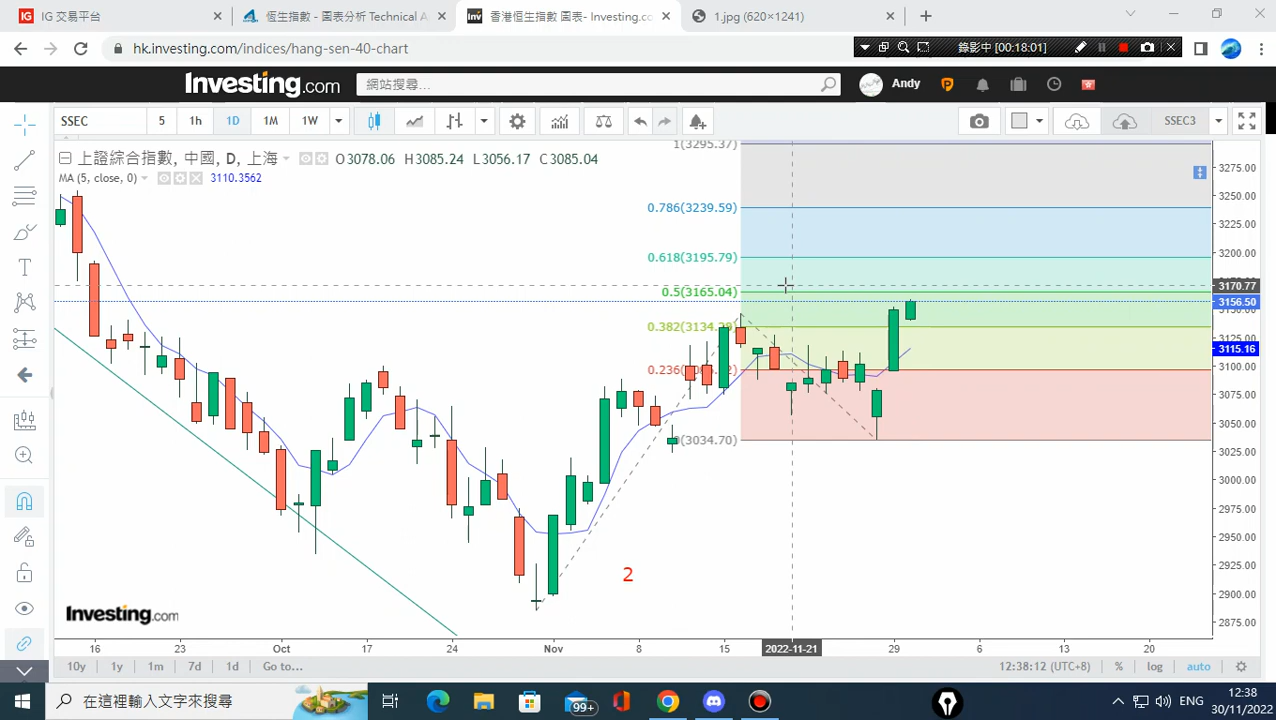 IG 交易平台
恆生指數 - 圖表分析 Technical A
香港恒生指數 圖表- Investing.co
1.jpg (620×1241)
hk.investing.com/indices/hang-sen-40-chart
錄影中 [00:18:01]
Investing.com
網站搜尋...
Andy
SSEC
5
1h
1D
1M
1W
SSEC3
上證綜合指數, 中國, D, 上海
O3078.06 H3085.24 L3056.17 C3085.04
MA (5, close, 0)
3110.3562
1(3295.37)
0.786(3239.59)
0.618(3195.79)
0.5(3165.04)
0.236(
0(3034.70)
3275.00
3250.00
3225.00
3200.00
3170.77
3156.50
3125.00
3115.16
3100.00
3075.00
3050.00
3025.00
3000.00
2975.00
2950.00
2925.00
2900.00
2875.00
2
Investing.com
16
23
Oct
17
24
Nov
8
15
2022-11-21
29
6
13
20
10y
1y
1m
7d
1d
Go to...
12:38:12 (UTC+8)
%
log
auto
在這裡輸入文字來搜尋
99+
ENG
12:38
30/11/2022